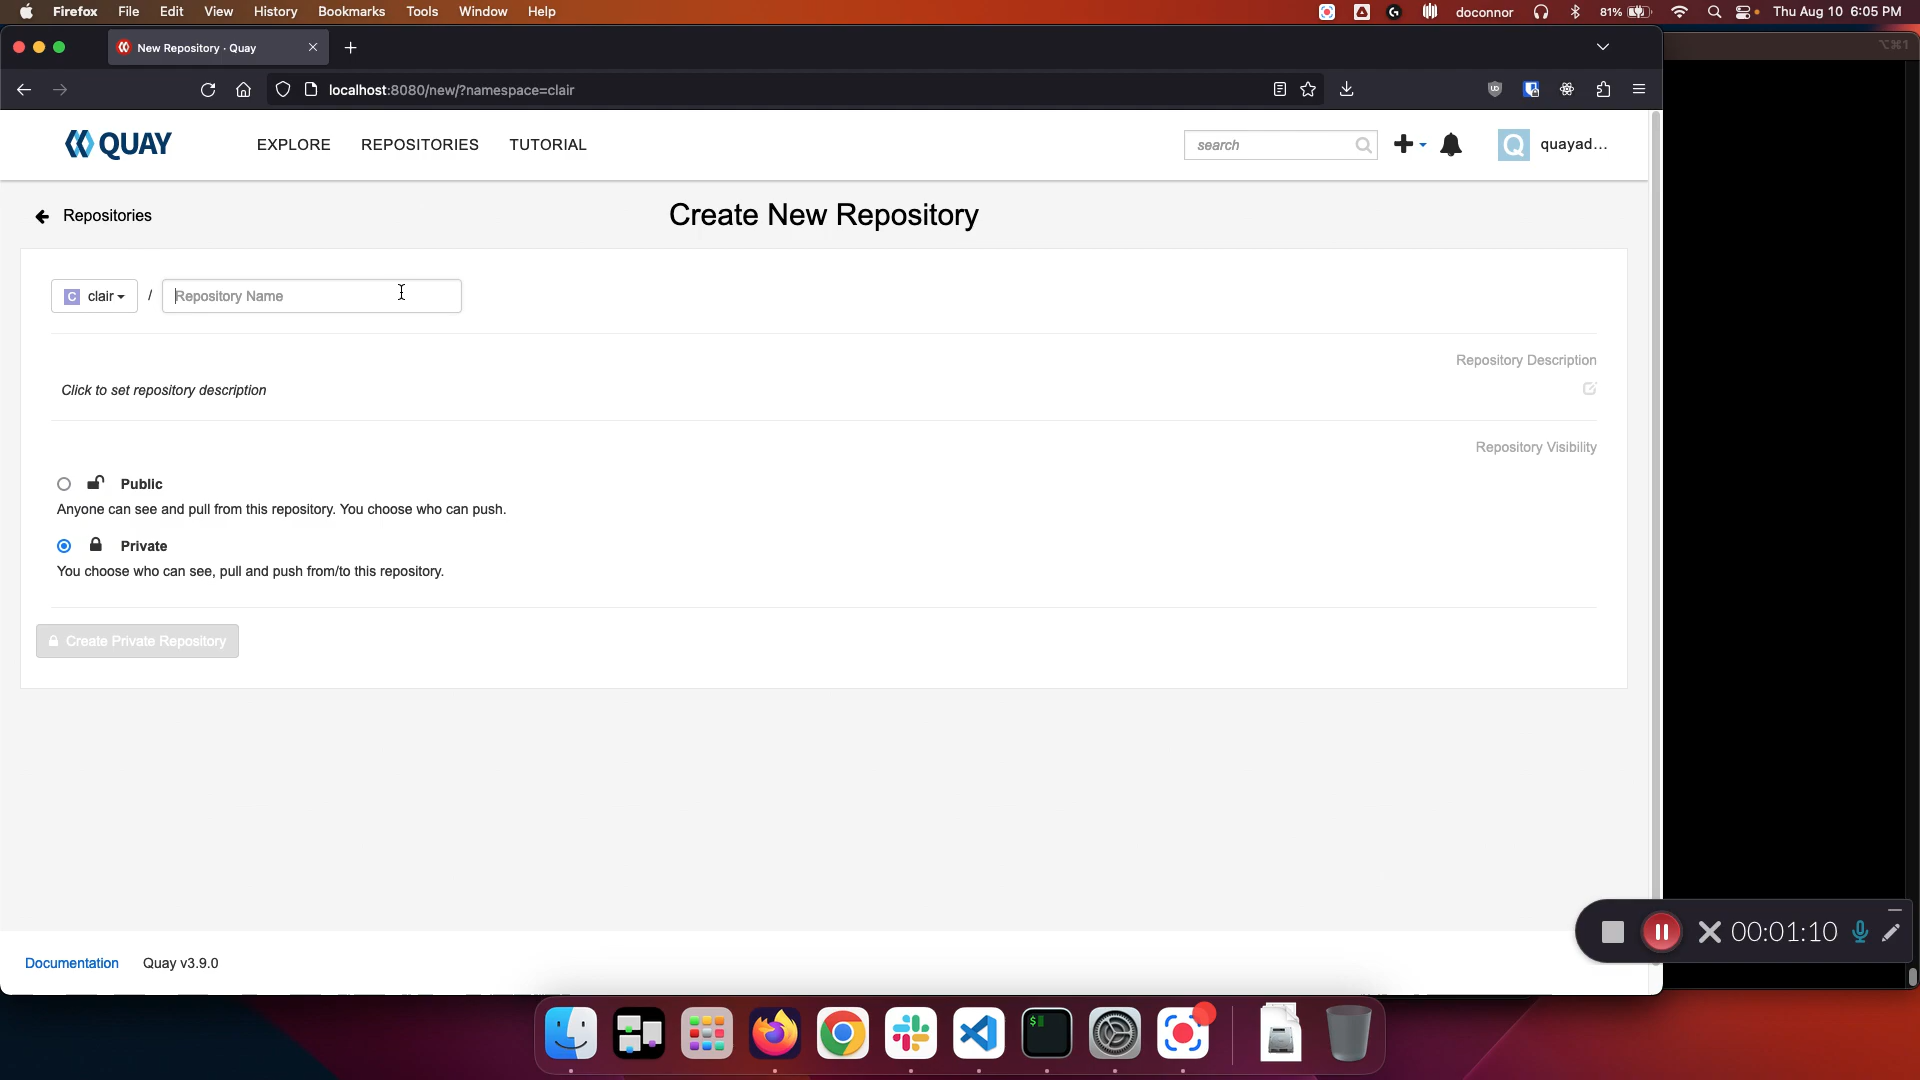 Firefox File Edit View History Bookmarks Tools Window Help doconnor 81% Thu Aug 10 6:05 PM
New Repository · Quay
⌥⌘1
localhost:8080/new/?namespace=clair
QUAY EXPLORE REPOSITORIES TUTORIAL search Q quayad...
Repositories
Create New Repository
C clair / Repository Name
Repository Description
Click to set repository description
Repository Visibility
Public
Anyone can see and pull from this repository. You choose who can push.
Private
You choose who can see, pull and push from/to this repository.
Create Private Repository
00:01:10
Documentation Quay v3.9.0
$